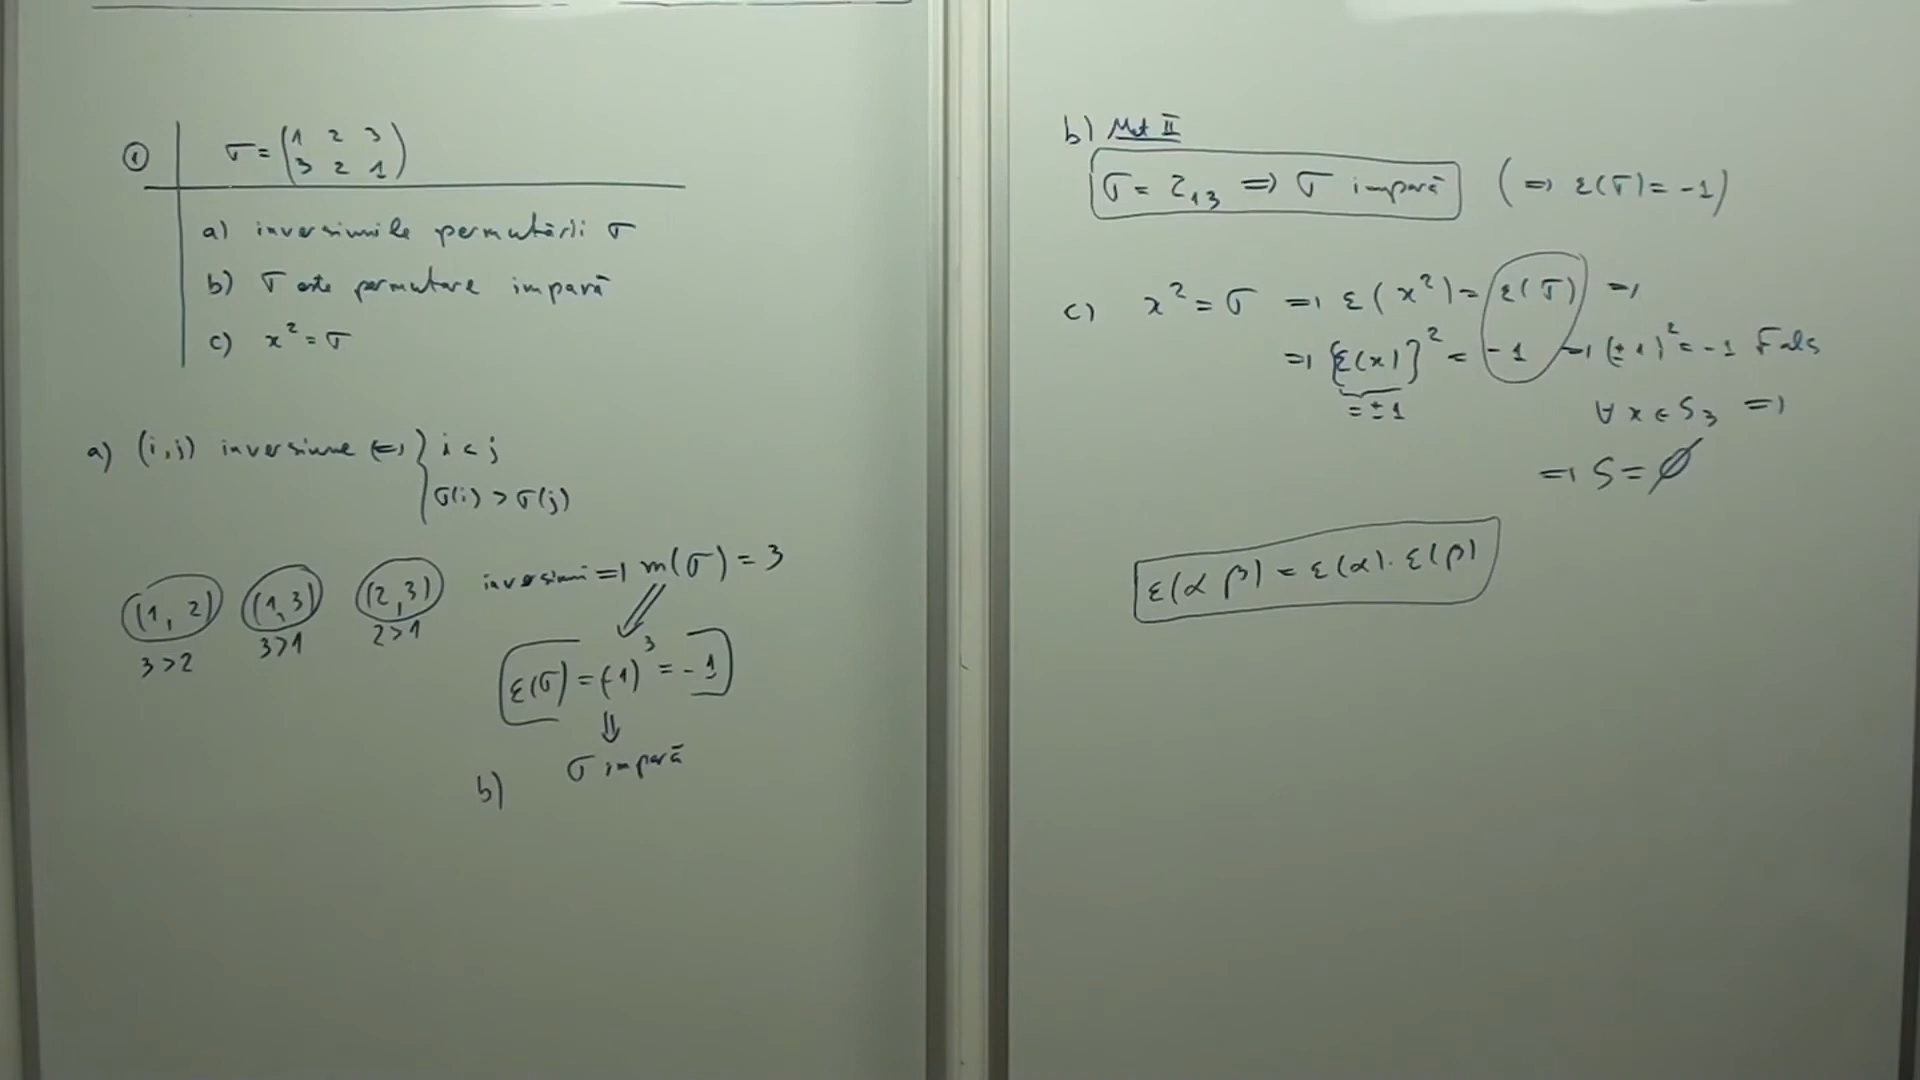 ① σ = (1 2 3
3 2 1)
a) inversiunile permutării σ
b) σ este permutare impară
c) x² = σ
a) (i,j) inversiune ⇔ { i < j
σ(i) > σ(j)
(1, 2) (1,3) (2,3) inversiuni ⇒ m(σ) = 3
3>2 3>1 2>1
ε(σ) = (-1)³ = -1
⇓
b) σ impară
b) Met II
σ = τ₁₃ ⇒ σ impară (⇒ ε(σ) = -1)
c) x² = σ ⇒ ε(x²) = ε(σ) ⇒
⇒ [ε(x)]² = -1 ⇒ (±1)² = -1 Fals
= ±1
∀ x ∈ S₃ ⇒
⇒ S = ∅
ε(αβ) = ε(α)·ε(β)